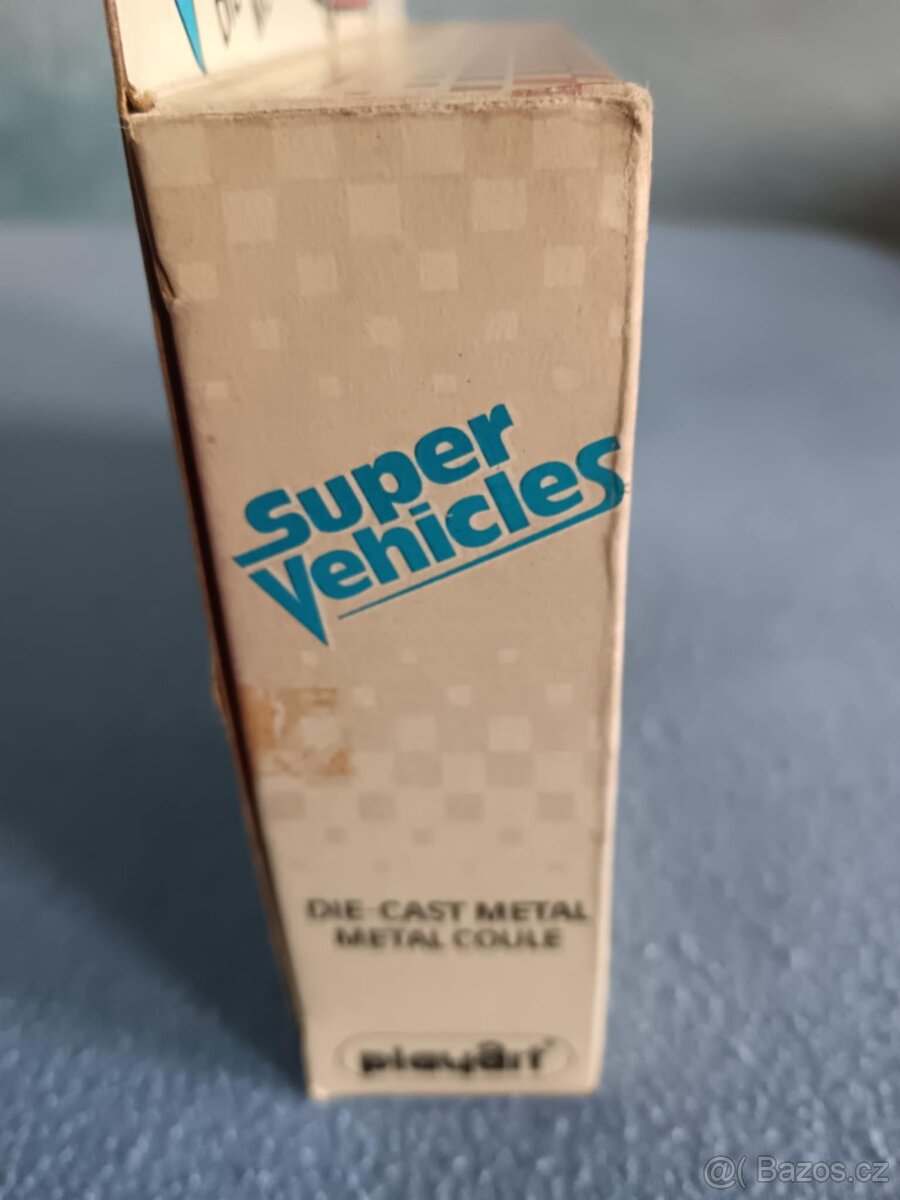 Super
Vehicles
DIE-CAST METAL
METAL COULE
playart
@( Bazos.cz